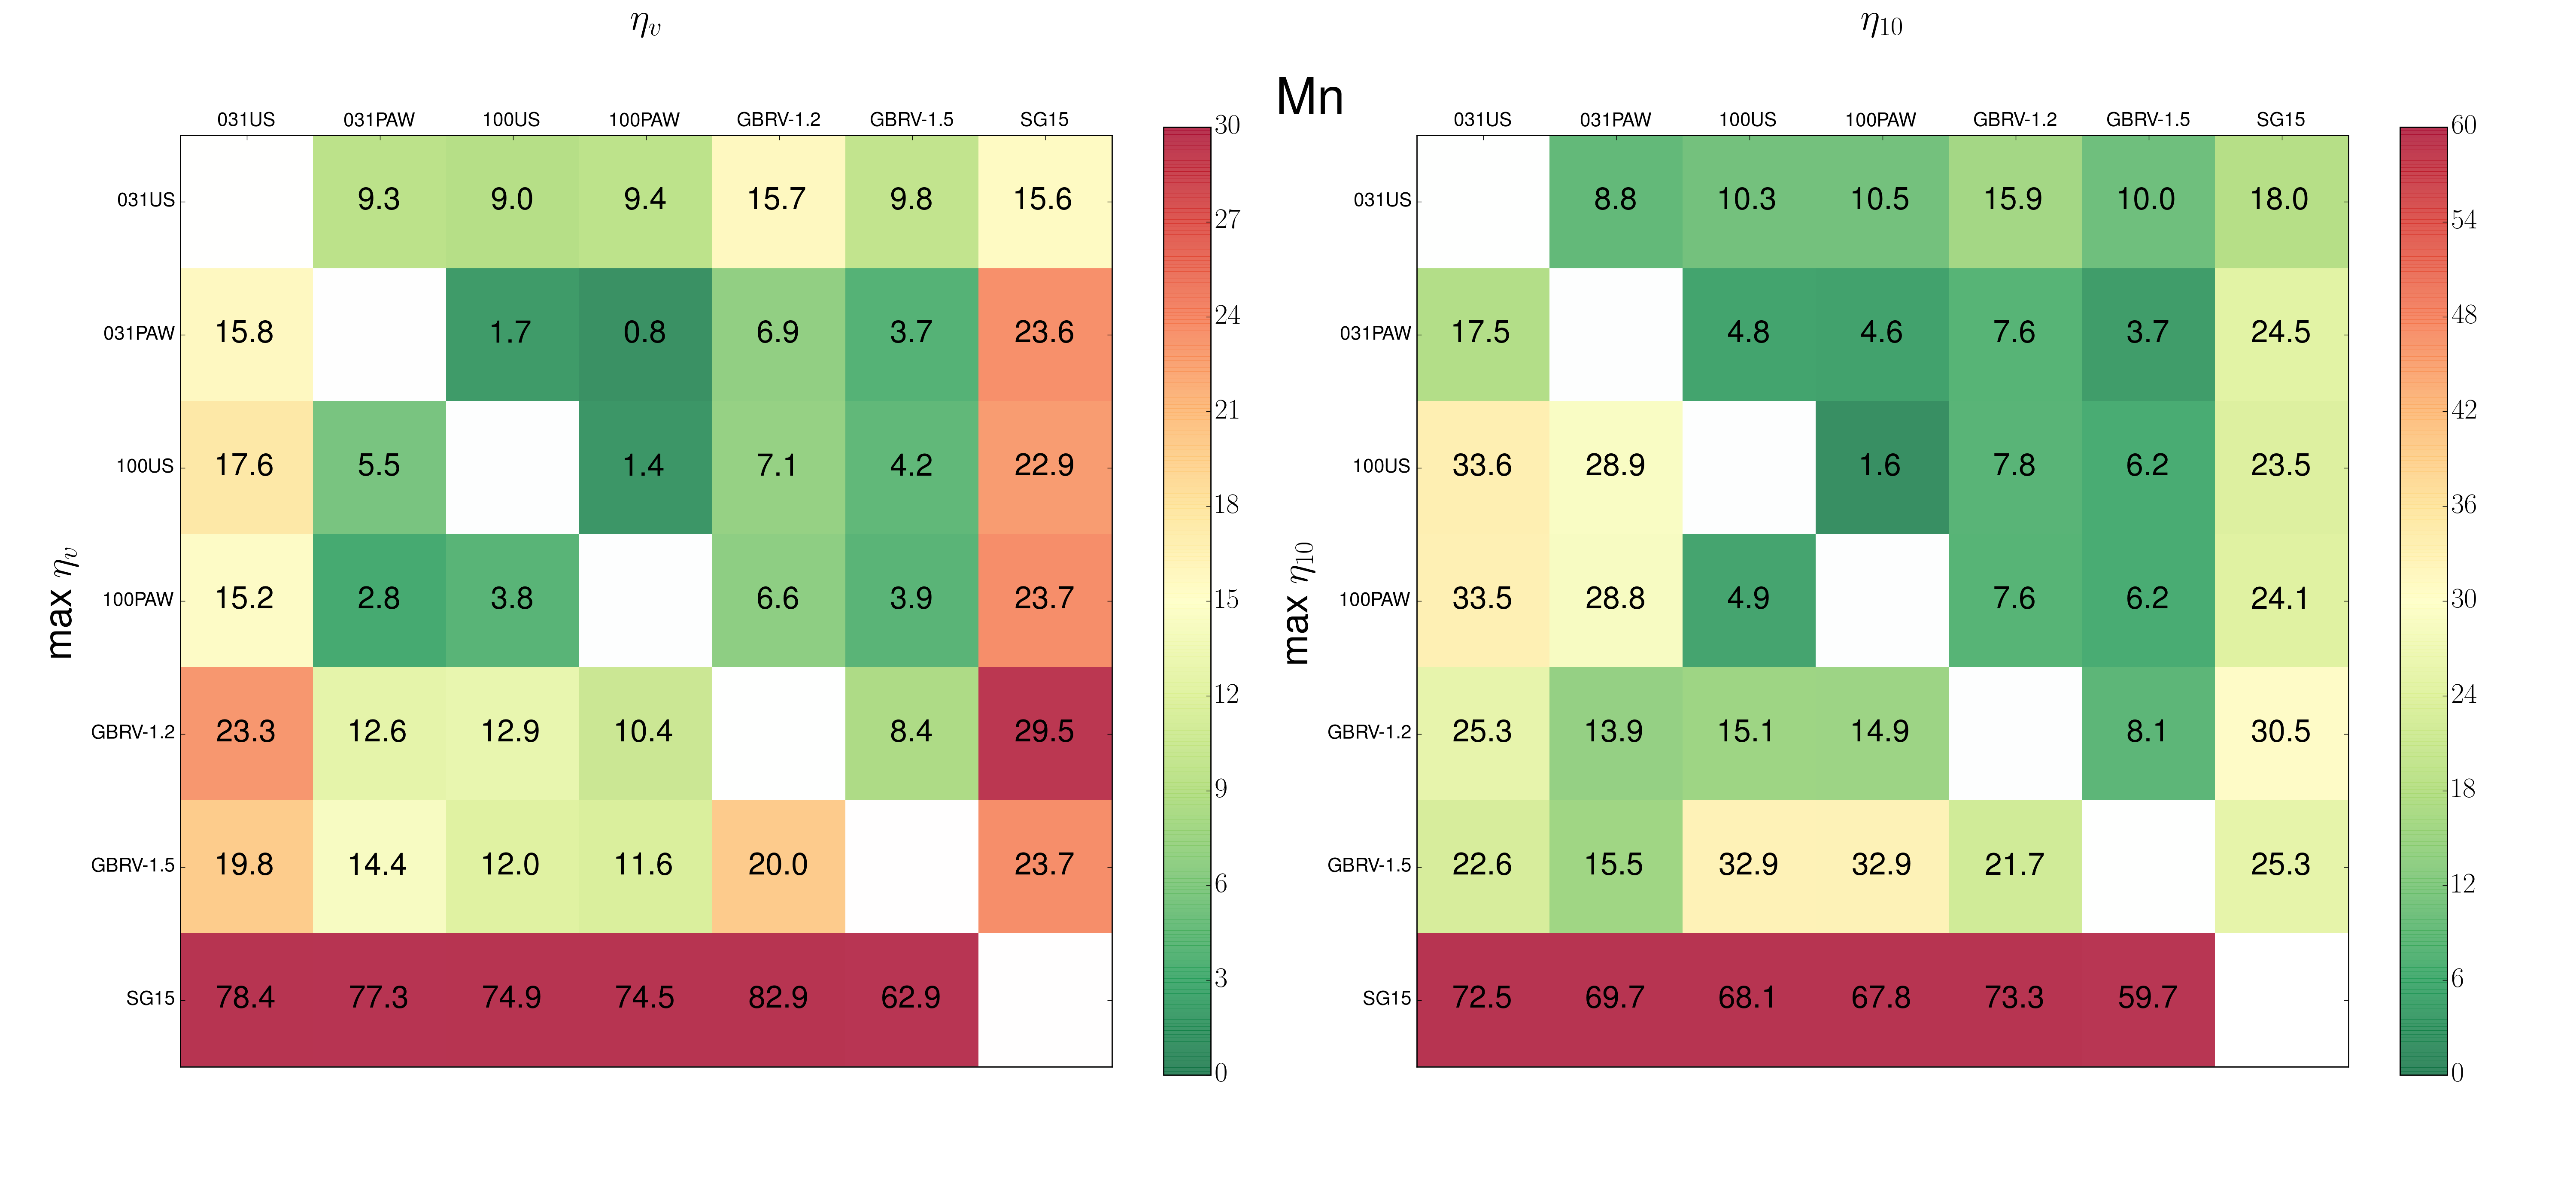 ηv η10
Mn
031US 031PAW 100US 100PAW GBRV-1.2 GBRV-1.5 SG15
031US 9.3 9.0 9.4 15.7 9.8 15.6
031PAW 15.8 1.7 0.8 6.9 3.7 23.6
100US 17.6 5.5 1.4 7.1 4.2 22.9
100PAW 15.2 2.8 3.8 6.6 3.9 23.7
GBRV-1.2 23.3 12.6 12.9 10.4 8.4 29.5
GBRV-1.5 19.8 14.4 12.0 11.6 20.0 23.7
SG15 78.4 77.3 74.9 74.5 82.9 62.9
max ηv
30
27
24
21
18
15
12
9
6
3
0
031US 031PAW 100US 100PAW GBRV-1.2 GBRV-1.5 SG15
031US 8.8 10.3 10.5 15.9 10.0 18.0
031PAW 17.5 4.8 4.6 7.6 3.7 24.5
100US 33.6 28.9 1.6 7.8 6.2 23.5
100PAW 33.5 28.8 4.9 7.6 6.2 24.1
GBRV-1.2 25.3 13.9 15.1 14.9 8.1 30.5
GBRV-1.5 22.6 15.5 32.9 32.9 21.7 25.3
SG15 72.5 69.7 68.1 67.8 73.3 59.7
max η10
60
54
48
42
36
30
24
18
12
6
0